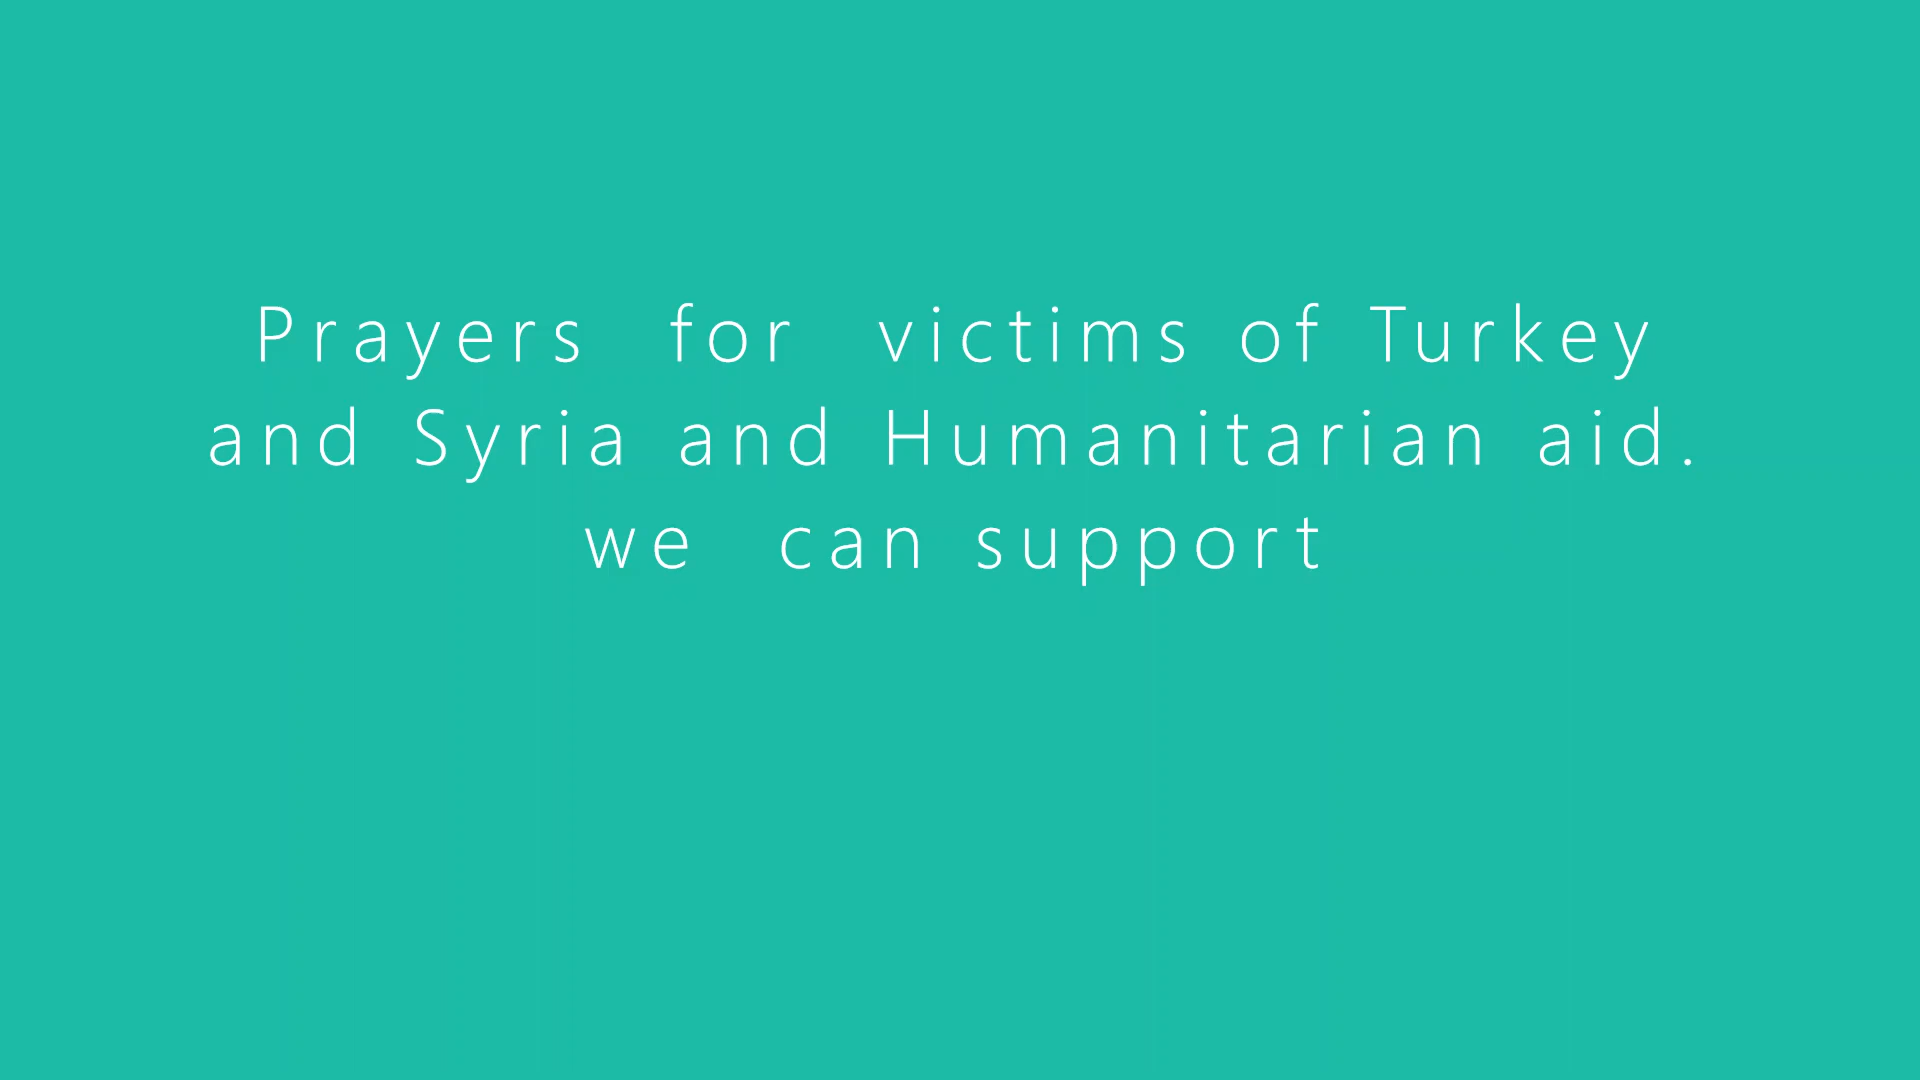 Prayers for victims of Turkey
and Syria and Humanitarian aid.
we can support